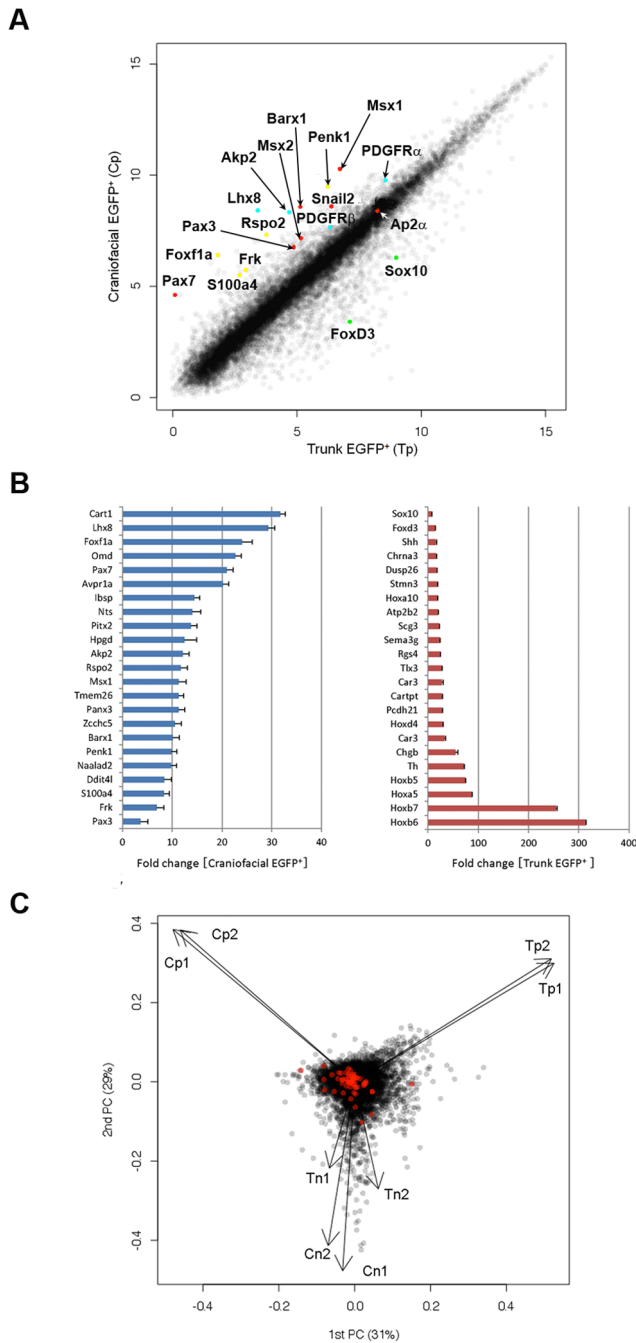 A
Craniofacial EGFP⁺ (Cp)
15
10
5
0
Msx1
Barx1
Penk1
Msx2
PDGFRα
Akp2
Snail2
Lhx8
PDGFRβ
Rspo2
Ap2α
Pax3
Foxf1a
Frk
Sox10
S100a4
Pax7
FoxD3
0 5 10 15
Trunk EGFP⁺ (Tp)
B
Cart1
Lhx8
Foxf1a
Omd
Pax7
Avpr1a
Ibsp
Nts
Pitx2
Hpgd
Akp2
Rspo2
Msx1
Tmem26
Panx3
Zcchc5
Barx1
Penk1
Naalad2
Ddit4l
S100a4
Frk
Pax3
0 10 20 30 40
Fold change [Craniofacial EGFP⁺]
Sox10
Foxd3
Shh
Chrna3
Dusp26
Stmn3
Hoxa10
Atp2b2
Scg3
Sema3g
Rgs4
Tlx3
Car3
Cartpt
Pcdh21
Hoxd4
Car3
Chgb
Th
Hoxb5
Hoxa5
Hoxb7
Hoxb6
0 100 200 300 400
Fold change [Trunk EGFP⁺ ]
,
C
2nd PC (29%)
0.4
0.2
0.0
-0.2
-0.4
Cp2
Cp1
Tp2
Tp1
Tn1
Tn2
Cn2
Cn1
-0.4 -0.2 0.0 0.2 0.4
1st PC (31%)